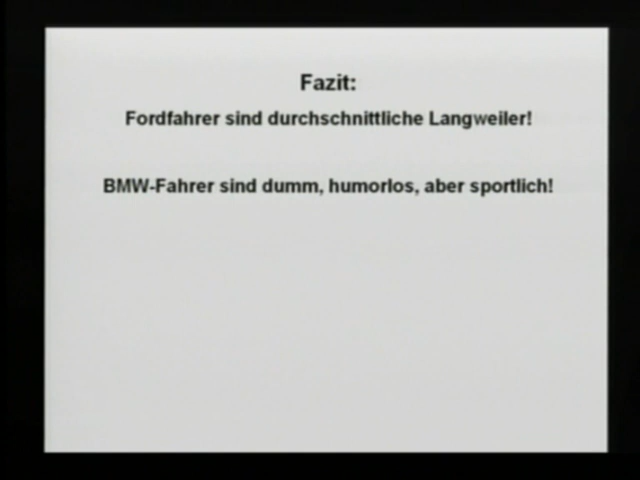 Fazit:
Fordfahrer sind durchschnittliche Langweiler!
BMW-Fahrer sind dumm, humorlos, aber sportlich!